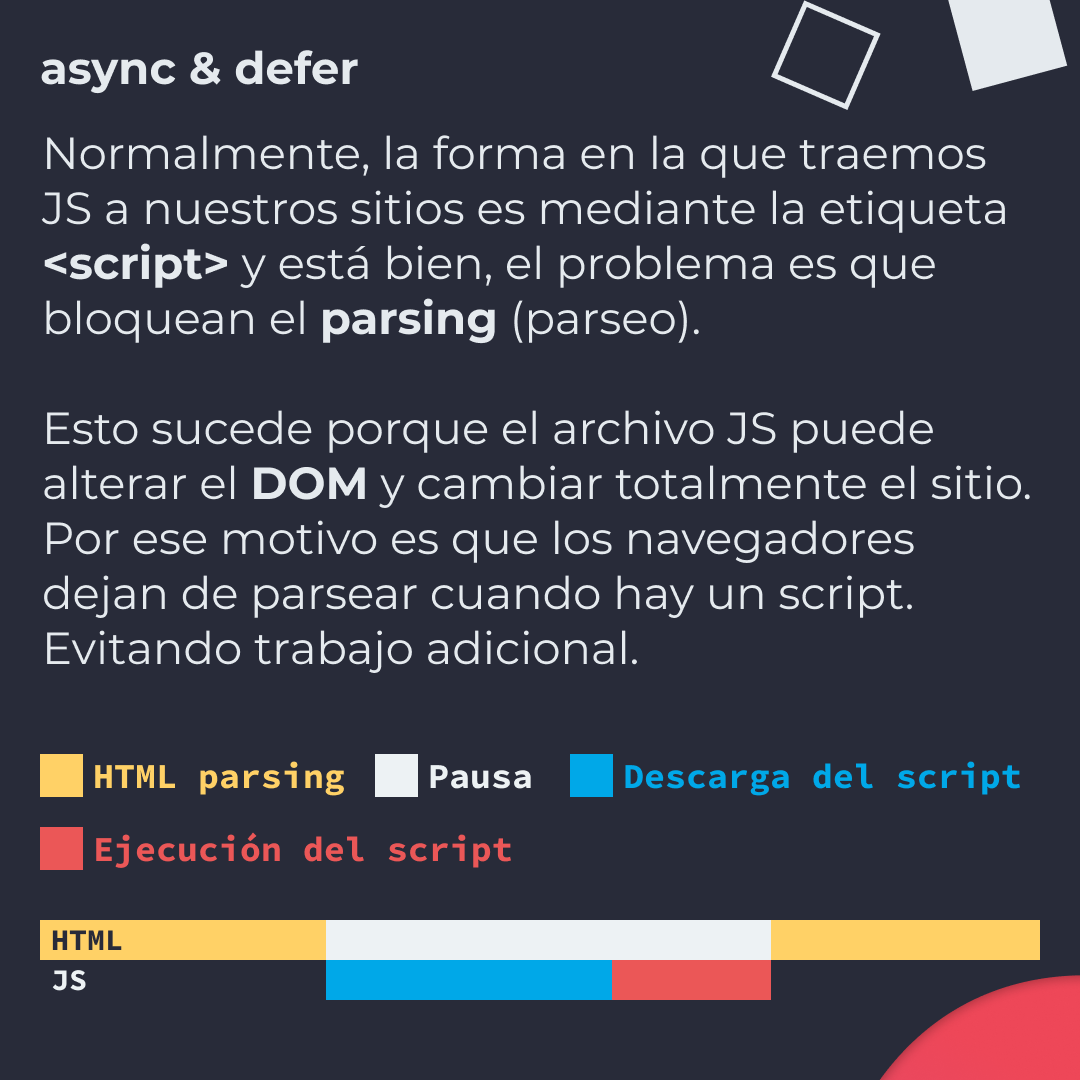 async & defer
Normalmente, la forma en la que traemos
JS a nuestros sitios es mediante la etiqueta
<script> y está bien, el problema es que
bloquean el parsing (parseo).
Esto sucede porque el archivo JS puede
alterar el DOM y cambiar totalmente el sitio.
Por ese motivo es que los navegadores
dejan de parsear cuando hay un script.
Evitando trabajo adicional.
HTML parsing Pausa Descarga del script
Ejecución del script
HTML
JS